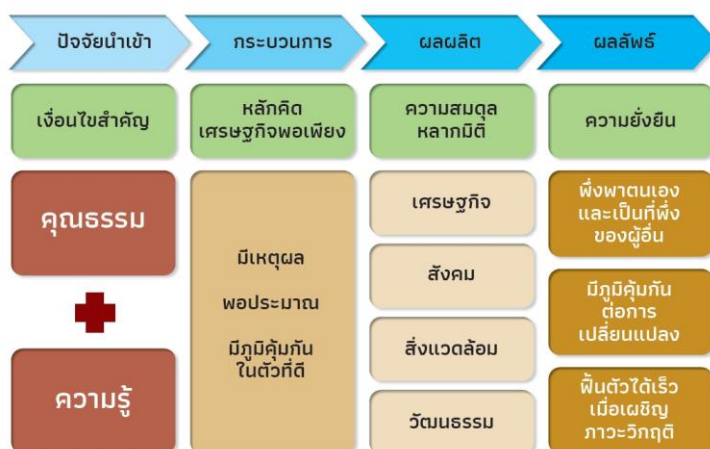 ปัจจัยนำเข้า
กระบวนการ
ผลผลิต
ผลลัพธ์
เงื่อนไขสำคัญ
หลักคิด
เศรษฐกิจพอเพียง
ความสมดุล
หลากมิติ
ความยั่งยืน
คุณธรรม
ความรู้
มีเหตุผล
พอประมาณ
มีภูมิคุ้มกัน
ในตัวที่ดี
เศรษฐกิจ
สังคม
สิ่งแวดล้อม
วัฒนธรรม
พึ่งพาตนเอง
และเป็นที่พึ่ง
ของผู้อื่น
มีภูมิคุ้มกัน
ต่อการ
เปลี่ยนแปลง
ฟื้นตัวได้เร็ว
เมื่อเผชิญ
ภาวะวิกฤติ